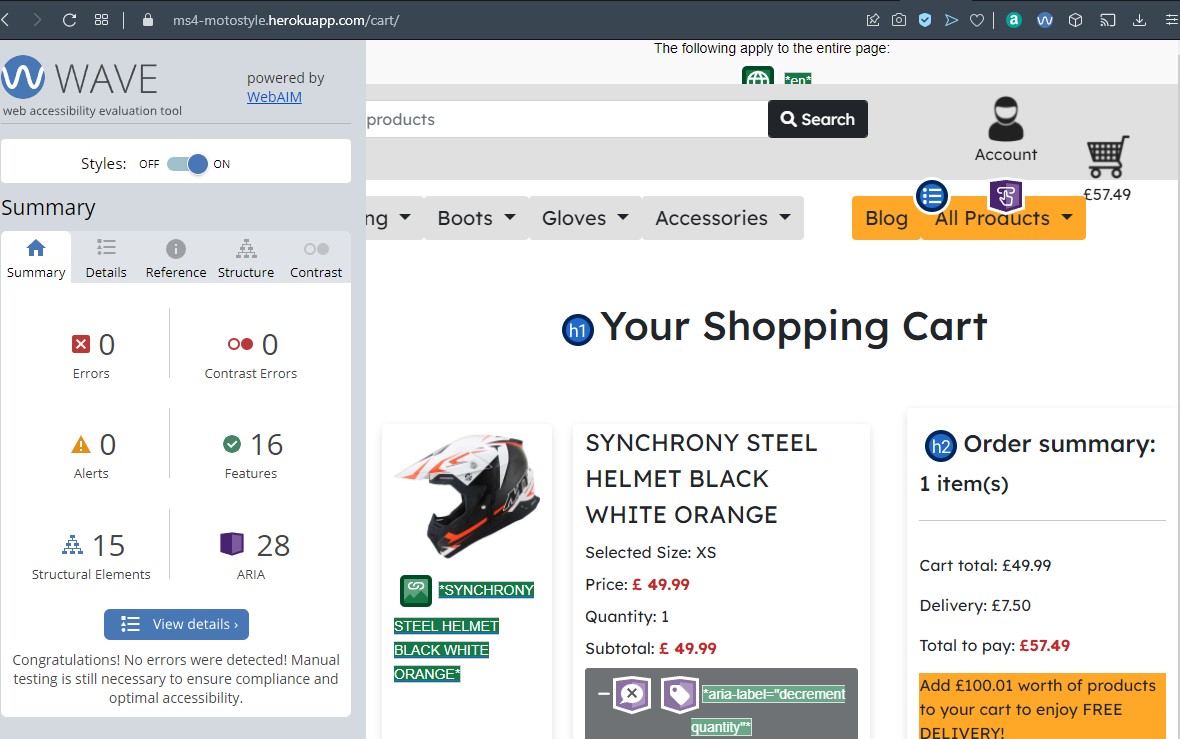 ms4-motostyle.herokuapp.com/cart/
a
WAVE
web accessibility evaluation tool
powered by
WebAIM
Styles: OFF ON
Summary
Summary Details Reference Structure Contrast
0
Errors
0
Contrast Errors
0
Alerts
16
Features
15
Structural Elements
28
ARIA
View details ›
Congratulations! No errors were detected! Manual
testing is still necessary to ensure compliance and
optimal accessibility.
The following apply to the entire page:
*en*
products
Search
Account
£57.49
ng Boots Gloves Accessories Blog All Products
h1 Your Shopping Cart
*SYNCHRONY
STEEL HELMET
BLACK WHITE
ORANGE*
SYNCHRONY STEEL
HELMET BLACK
WHITE ORANGE
Selected Size: XS
Price: £ 49.99
Quantity: 1
Subtotal: £ 49.99
*aria-label="decrement
quantity"*
h2 Order summary:
1 item(s)
Cart total: £49.99
Delivery: £7.50
Total to pay: £57.49
Add £100.01 worth of products
to your cart to enjoy FREE
DELIVERY!